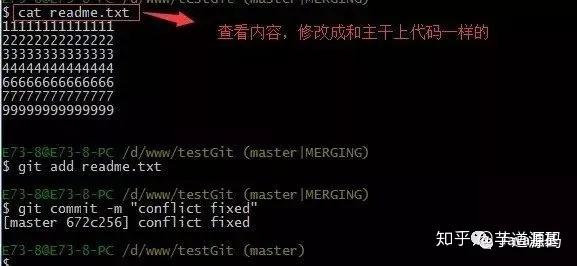 $ cat readme.txt
查看内容，修改成和主干上代码一样的
11111111111111
22222222222222
33333333333333
44444444444444
66666666666666
77777777777777
99999999999999
E73-8@E73-8-PC /d/www/testGit (master|MERGING)
$ git add readme.txt
E73-8@E73-8-PC /d/www/testGit (master|MERGING)
$ git commit -m "conflict fixed"
[master 672c256] conflict fixed
E73-8@E73-8-PC /d/www/testGit (master)
$
知乎 @芋道源码